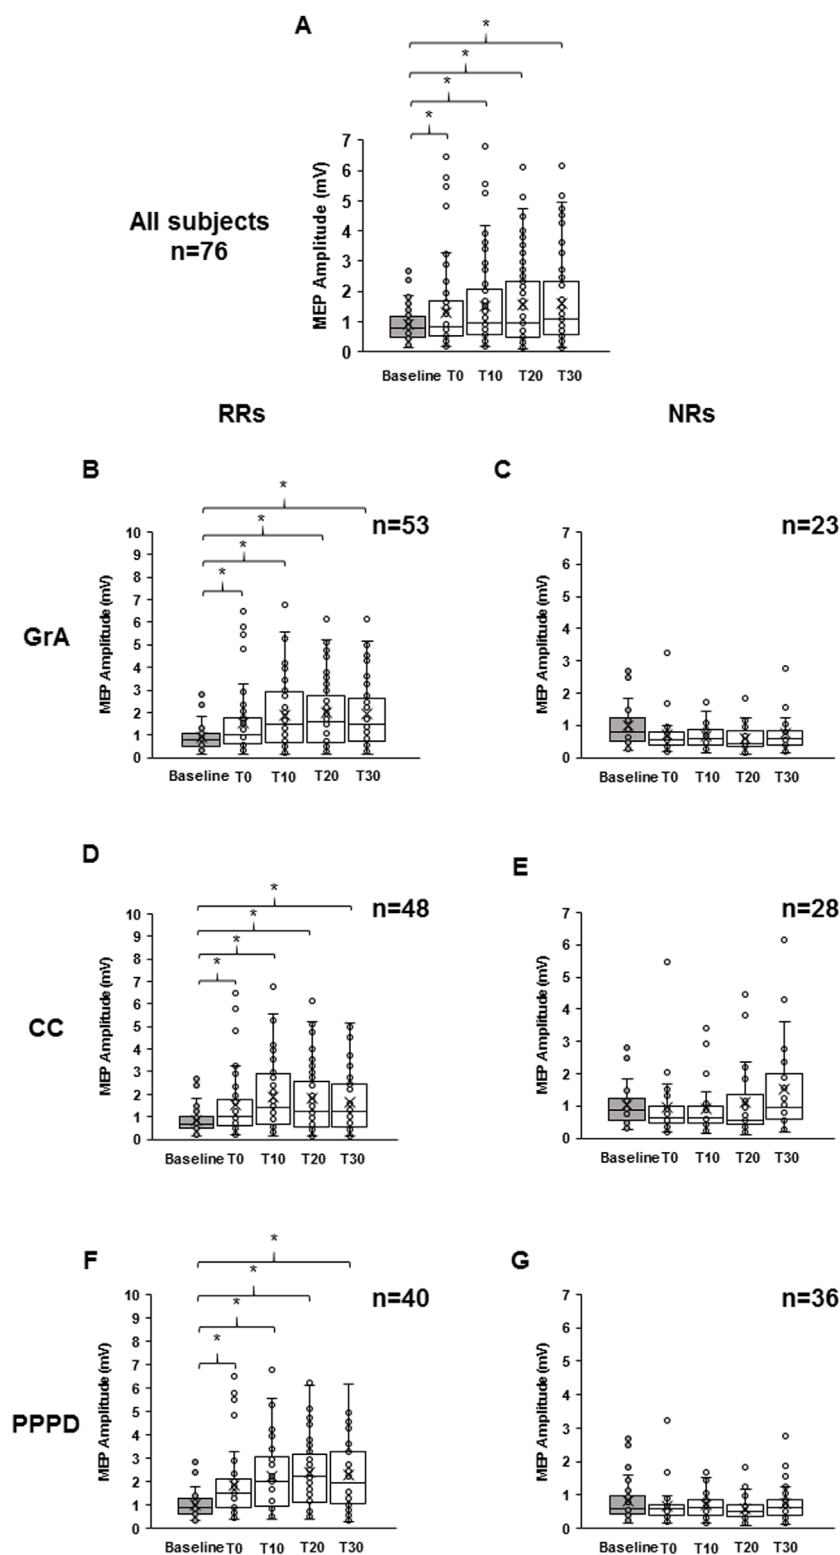 A
*
*
*
*
7
6
5
4
3
2
1
0
MEP Amplitude (mV)
All subjects
n=76
Baseline T0 T10 T20 T30
RRs NRs
B
*
*
*
*
n=53
10
9
8
7
6
5
4
3
2
1
0
MEP Amplitude (mV)
GrA
Baseline T0 T10 T20 T30
C
n=23
7
6
5
4
3
2
1
0
MEP Amplitude (mV)
Baseline T0 T10 T20 T30
D
*
*
*
*
n=48
10
9
8
7
6
5
4
3
2
1
0
MEP Amplitude (mV)
CC
Baseline T0 T10 T20 T30
E
n=28
7
6
5
4
3
2
1
0
MEP Amplitude (mV)
Baseline T0 T10 T20 T30
F
*
*
*
*
n=40
10
9
8
7
6
5
4
3
2
1
0
MEP Amplitude (mV)
PPPD
Baseline T0 T10 T20 T30
G
n=36
7
6
5
4
3
2
1
0
MEP Amplitude (mV)
Baseline T0 T10 T20 T30